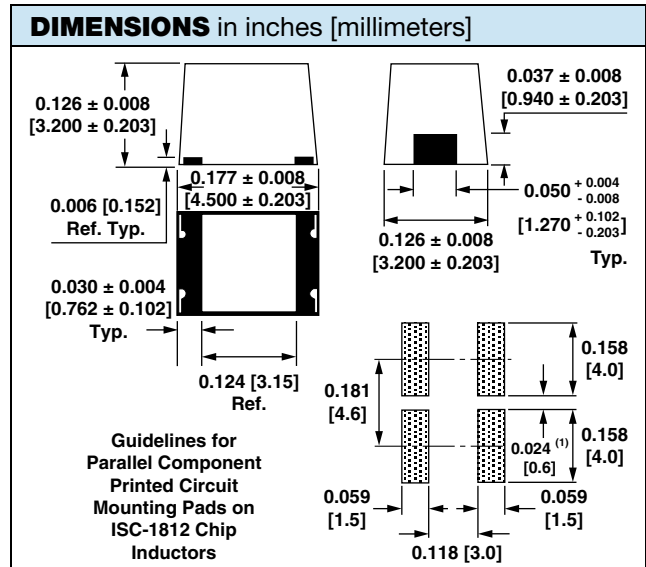 DIMENSIONS in inches [millimeters]
0.126 ± 0.008
[3.200 ± 0.203]
0.177 ± 0.008
[4.500 ± 0.203]
0.006 [0.152]
Ref. Typ.
0.030 ± 0.004
[0.762 ± 0.102]
Typ.
0.124 [3.15]
Ref.
0.037 ± 0.008
[0.940 ± 0.203]
0.050 + 0.004
- 0.008
[1.270 + 0.102
- 0.203]
Typ.
0.126 ± 0.008
[3.200 ± 0.203]
Guidelines for
Parallel Component
Printed Circuit
Mounting Pads on
ISC-1812 Chip
Inductors
0.181
[4.6]
0.158
[4.0]
0.024 (1)
[0.6]
0.158
[4.0]
0.059
[1.5]
0.059
[1.5]
0.118 [3.0]